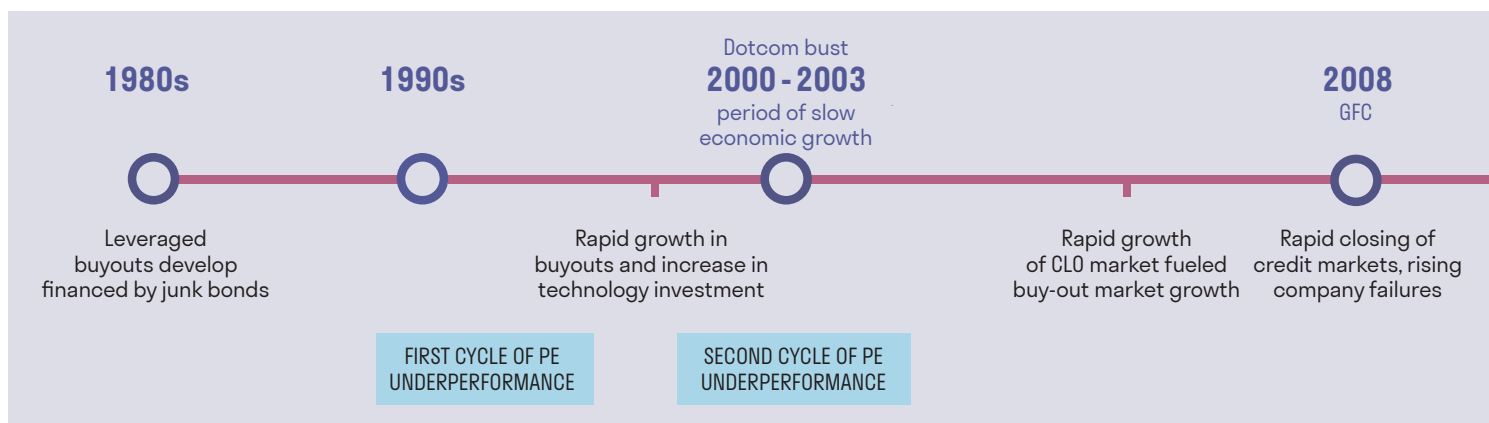 1980s
Leveraged
buyouts develop
financed by junk bonds
1990s
FIRST CYCLE OF PE
UNDERPERFORMANCE
Rapid growth in
buyouts and increase in
technology investment
Dotcom bust
2000 - 2003
period of slow
economic growth
SECOND CYCLE OF PE
UNDERPERFORMANCE
Rapid growth
of CLO market fueled
buy-out market growth
2008
GFC
Rapid closing of
credit markets, rising
company failures